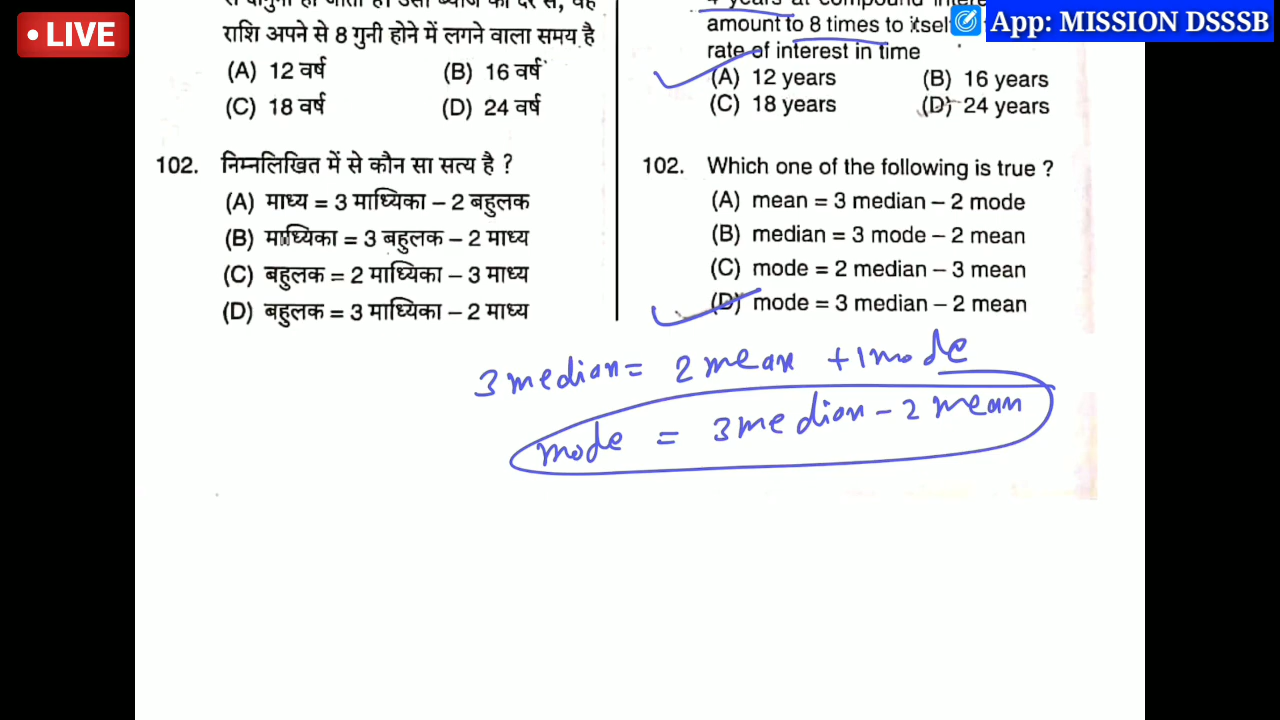 LIVE
App: MISSION DSSSB
राशि अपने से 8 गुनी होने में लगने वाला समय है
(A) 12 वर्ष (B) 16 वर्ष
(C) 18 वर्ष (D) 24 वर्ष
102. निम्नलिखित में से कौन सा सत्य है ?
(A) माध्य = 3 माध्यिका – 2 बहुलक
(B) माध्यिका = 3 बहुलक – 2 माध्य
(C) बहुलक = 2 माध्यिका – 3 माध्य
(D) बहुलक = 3 माध्यिका – 2 माध्य
4 years at compound
amount to 8 times to itself
rate of interest in time
(A) 12 years (B) 16 years
(C) 18 years (D) 24 years
102. Which one of the following is true ?
(A) mean = 3 median – 2 mode
(B) median = 3 mode – 2 mean
(C) mode = 2 median – 3 mean
(D) mode = 3 median – 2 mean
3 median = 2 mean + 1 mode
mode = 3 median – 2 mean